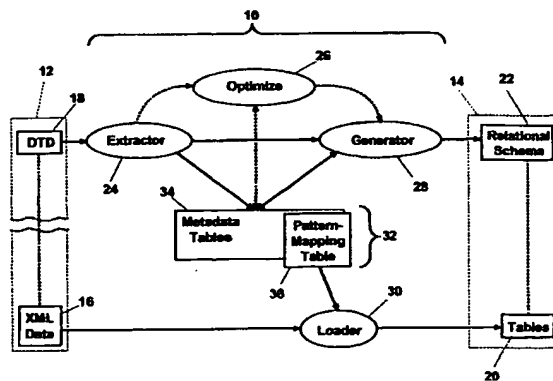 10
26
12
Optimize
22
18
14
DTD
Extractor
Generator
Relational
Schema
24
28
34
Metadata
Tables
Pattern-
Mapping
Table
32
36
16
30
XML
Data
Loader
Tables
20